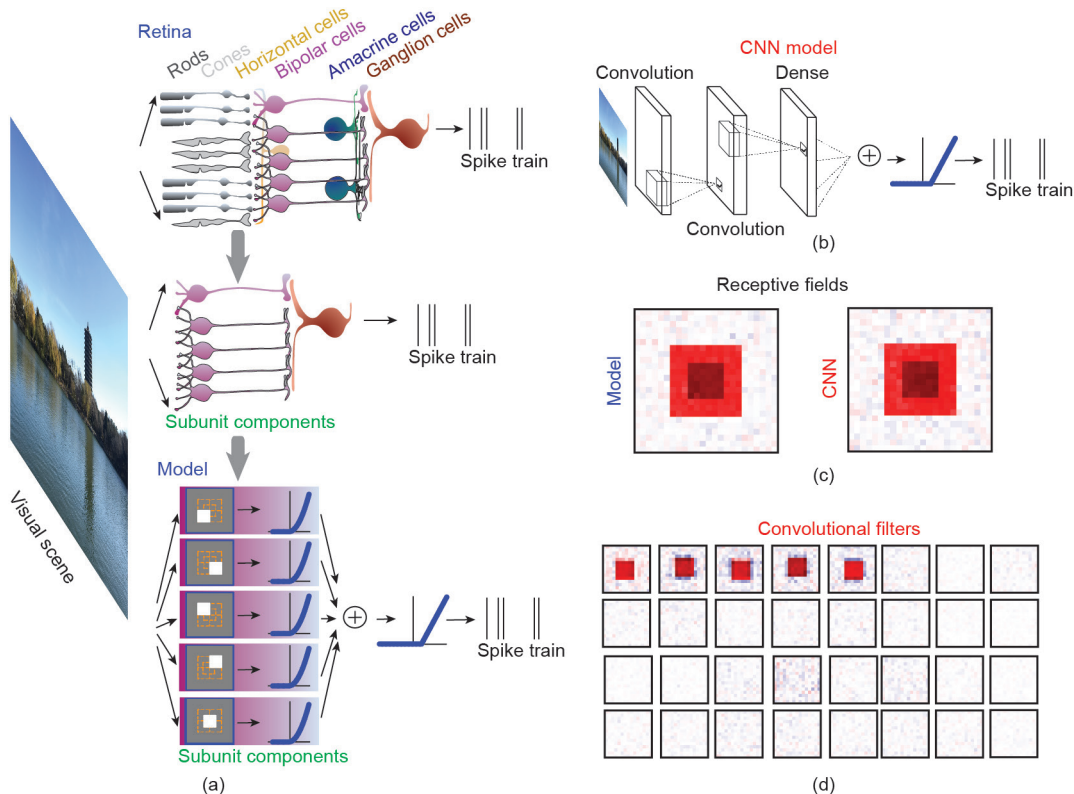 Retina
Rods
Cones
Horizontal cells
Bipolar cells
Amacrine cells
Ganglion cells
Spike train
Subunit components
Spike train
Model
Visual scene
Spike train
Subunit components
(a)
CNN model
Convolution
Dense
Convolution
Spike train
(b)
Receptive fields
Model
CNN
(c)
Convolutional filters
(d)